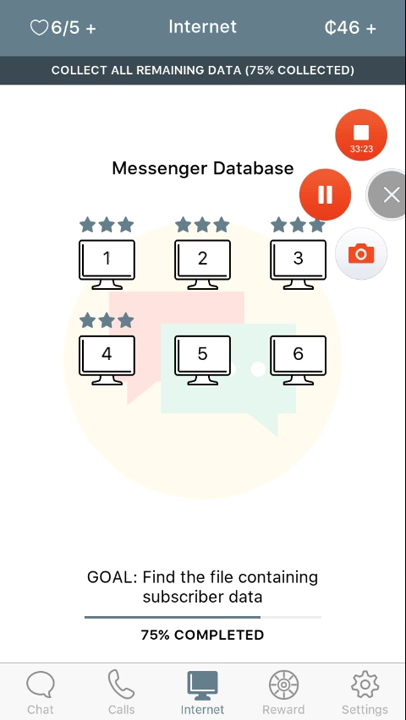 6/5 + Internet ₵46 +
COLLECT ALL REMAINING DATA (75% COLLECTED)
33:23
Messenger Database
1 2 3
4 5 6
GOAL: Find the file containing
subscriber data
75% COMPLETED
Chat Calls Internet Reward Settings